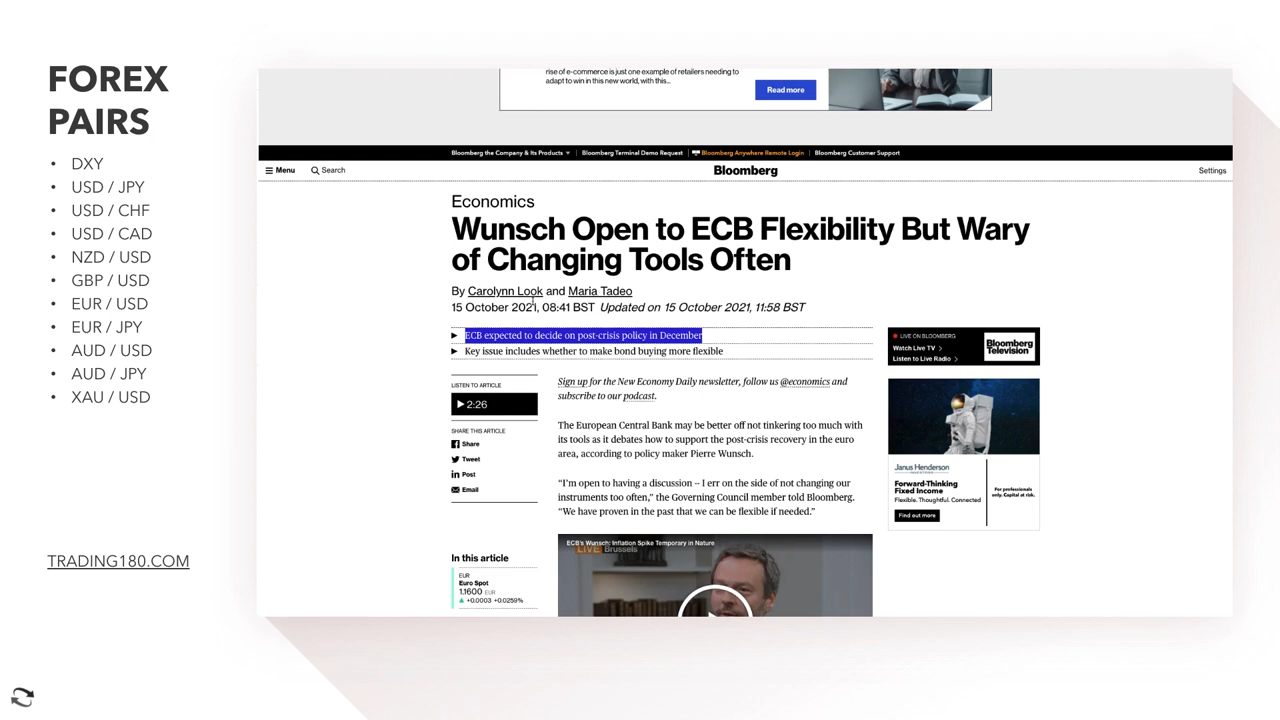 FOREX
PAIRS
• DXY
• USD / JPY
• USD / CHF
• USD / CAD
• NZD / USD
• GBP / USD
• EUR / USD
• EUR / JPY
• AUD / USD
• AUD / JPY
• XAU / USD
TRADING180.COM
rise of e-commerce is just one example of retailers needing to
adapt to win in this new world, with this...
Read more
Bloomberg the Company & Its Products
Bloomberg Terminal Demo Request
Bloomberg Anywhere Remote Login
Bloomberg Customer Support
Menu
Search
Bloomberg
Settings
Economics
Wunsch Open to ECB Flexibility But Wary
of Changing Tools Often
By Carolynn Look and Maria Tadeo
15 October 2021, 08:41 BST Updated on 15 October 2021, 11:58 BST
ECB expected to decide on post-crisis policy in December
Key issue includes whether to make bond buying more flexible
LISTEN TO ARTICLE
2:26
SHARE THIS ARTICLE
Share
Tweet
Post
Email
In this article
EUR
Euro Spot
1.1600 EUR
▲ +0.0003 +0.0259%
Sign up for the New Economy Daily newsletter, follow us @economics and
subscribe to our podcast.
The European Central Bank may be better off not tinkering too much with
its tools as it debates how to support the post-crisis recovery in the euro
area, according to policy maker Pierre Wunsch.
“I’m open to having a discussion -- I err on the side of not changing our
instruments too often,” the Governing Council member told Bloomberg.
“We have proven in the past that we can be flexible if needed.”
ECB's Wunsch: Inflation Spike Temporary in Nature
LIVE Brussels
LIVE ON BLOOMBERG
Watch Live TV >
Listen to Live Radio >
Bloomberg
Television
Janus Henderson
Forward-Thinking
Fixed Income
Flexible. Thoughtful. Connected
Find out more
For professionals
only. Capital at risk.